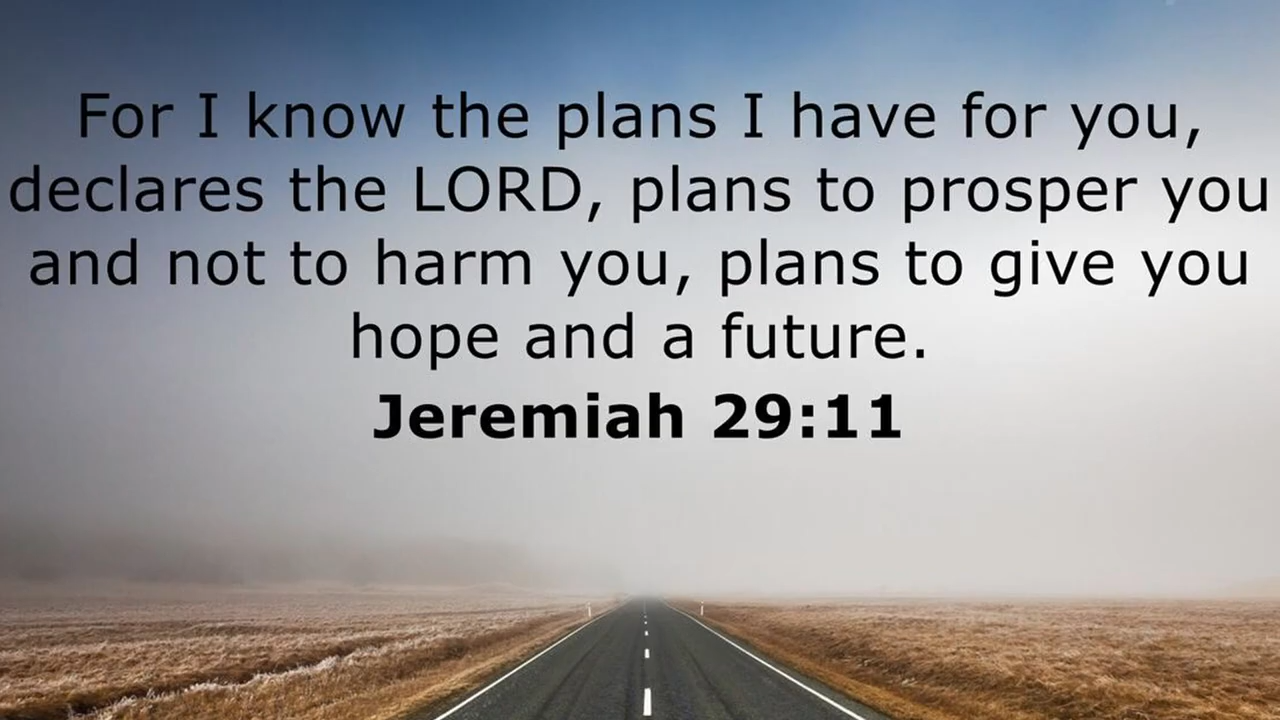 For I know the plans I have for you,
declares the LORD, plans to prosper you
and not to harm you, plans to give you
hope and a future.
Jeremiah 29:11